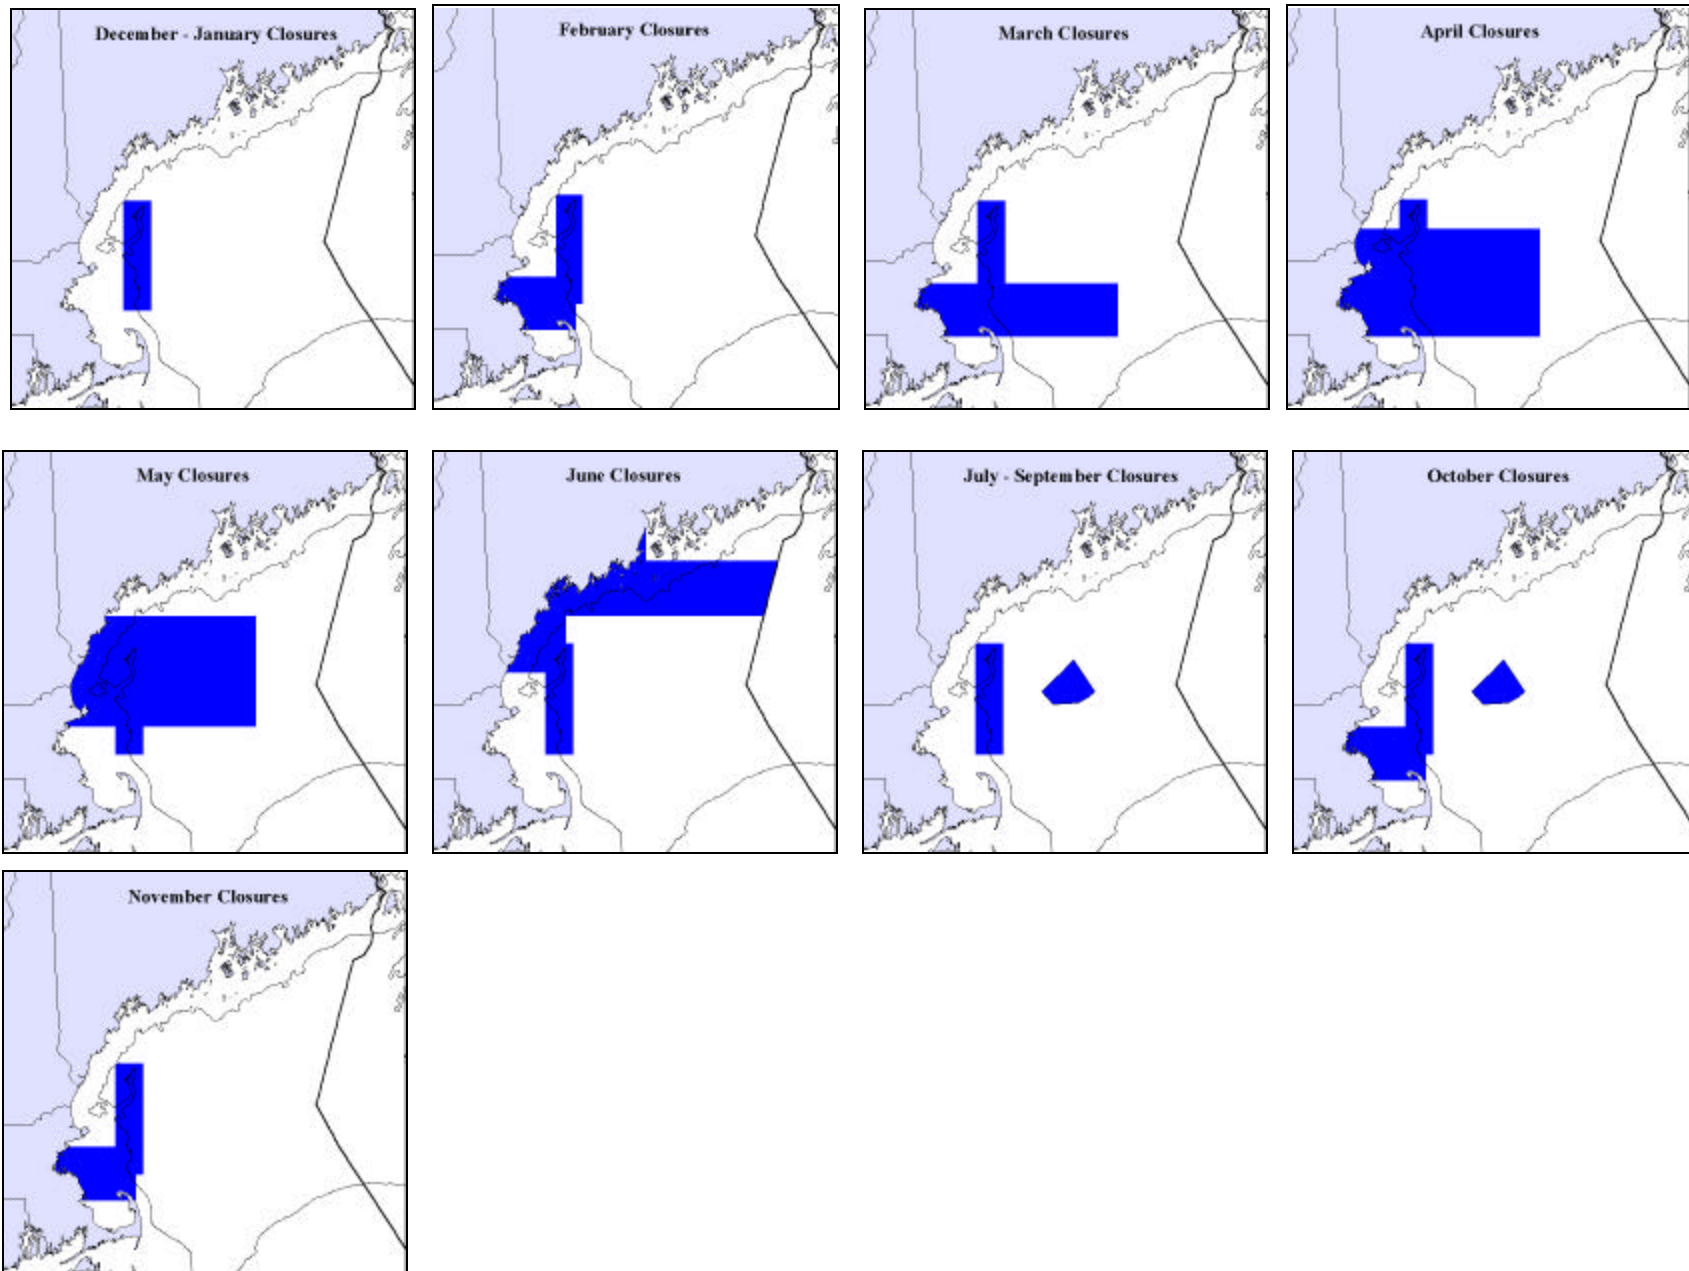 December - January Closures
February Closures
March Closures
April Closures
May Closures
June Closures
July - September Closures
October Closures
November Closures